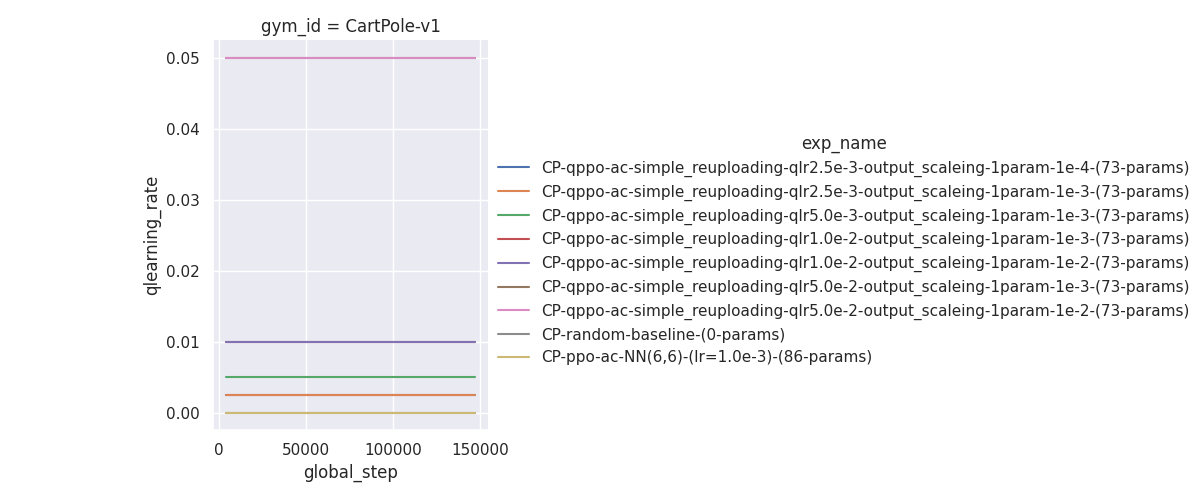 gym_id = CartPole-v1
0.05
0.04
0.03
0.02
0.01
0.00
qlearning_rate
0
50000
100000
150000
global_step
exp_name
CP-qppo-ac-simple_reuploading-qlr2.5e-3-output_scaleing-1param-1e-4-(73-params)
CP-qppo-ac-simple_reuploading-qlr2.5e-3-output_scaleing-1param-1e-3-(73-params)
CP-qppo-ac-simple_reuploading-qlr5.0e-3-output_scaleing-1param-1e-3-(73-params)
CP-qppo-ac-simple_reuploading-qlr1.0e-2-output_scaleing-1param-1e-3-(73-params)
CP-qppo-ac-simple_reuploading-qlr1.0e-2-output_scaleing-1param-1e-2-(73-params)
CP-qppo-ac-simple_reuploading-qlr5.0e-2-output_scaleing-1param-1e-3-(73-params)
CP-qppo-ac-simple_reuploading-qlr5.0e-2-output_scaleing-1param-1e-2-(73-params)
CP-random-baseline-(0-params)
CP-ppo-ac-NN(6,6)-(lr=1.0e-3)-(86-params)